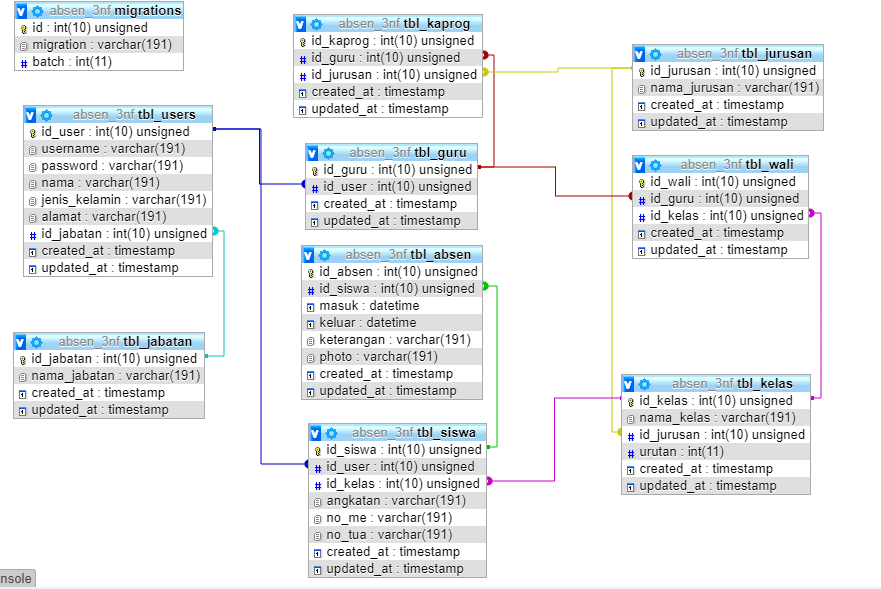 absen_3nf migrations
id : int(10) unsigned
migration : varchar(191)
batch : int(11)
absen_3nf tbl_users
id_user : int(10) unsigned
username : varchar(191)
password : varchar(191)
nama : varchar(191)
jenis_kelamin : varchar(191)
alamat : varchar(191)
id_jabatan : int(10) unsigned
created_at : timestamp
updated_at : timestamp
absen_3nf tbl_jabatan
id_jabatan : int(10) unsigned
nama_jabatan : varchar(191)
created_at : timestamp
updated_at : timestamp
absen_3nf tbl_kaprog
id_kaprog : int(10) unsigned
id_guru : int(10) unsigned
id_jurusan : int(10) unsigned
created_at : timestamp
updated_at : timestamp
absen_3nf tbl_guru
id_guru : int(10) unsigned
id_user : int(10) unsigned
created_at : timestamp
updated_at : timestamp
absen_3nf tbl_absen
id_absen : int(10) unsigned
id_siswa : int(10) unsigned
masuk : datetime
keluar : datetime
keterangan : varchar(191)
photo : varchar(191)
created_at : timestamp
updated_at : timestamp
absen_3nf tbl_siswa
id_siswa : int(10) unsigned
id_user : int(10) unsigned
id_kelas : int(10) unsigned
angkatan : varchar(191)
no_me : varchar(191)
no_tua : varchar(191)
created_at : timestamp
updated_at : timestamp
absen_3nf tbl_jurusan
id_jurusan : int(10) unsigned
nama_jurusan : varchar(191)
created_at : timestamp
updated_at : timestamp
absen_3nf tbl_wali
id_wali : int(10) unsigned
id_guru : int(10) unsigned
id_kelas : int(10) unsigned
created_at : timestamp
updated_at : timestamp
absen_3nf tbl_kelas
id_kelas : int(10) unsigned
nama_kelas : varchar(191)
id_jurusan : int(10) unsigned
urutan : int(11)
created_at : timestamp
updated_at : timestamp
nsole